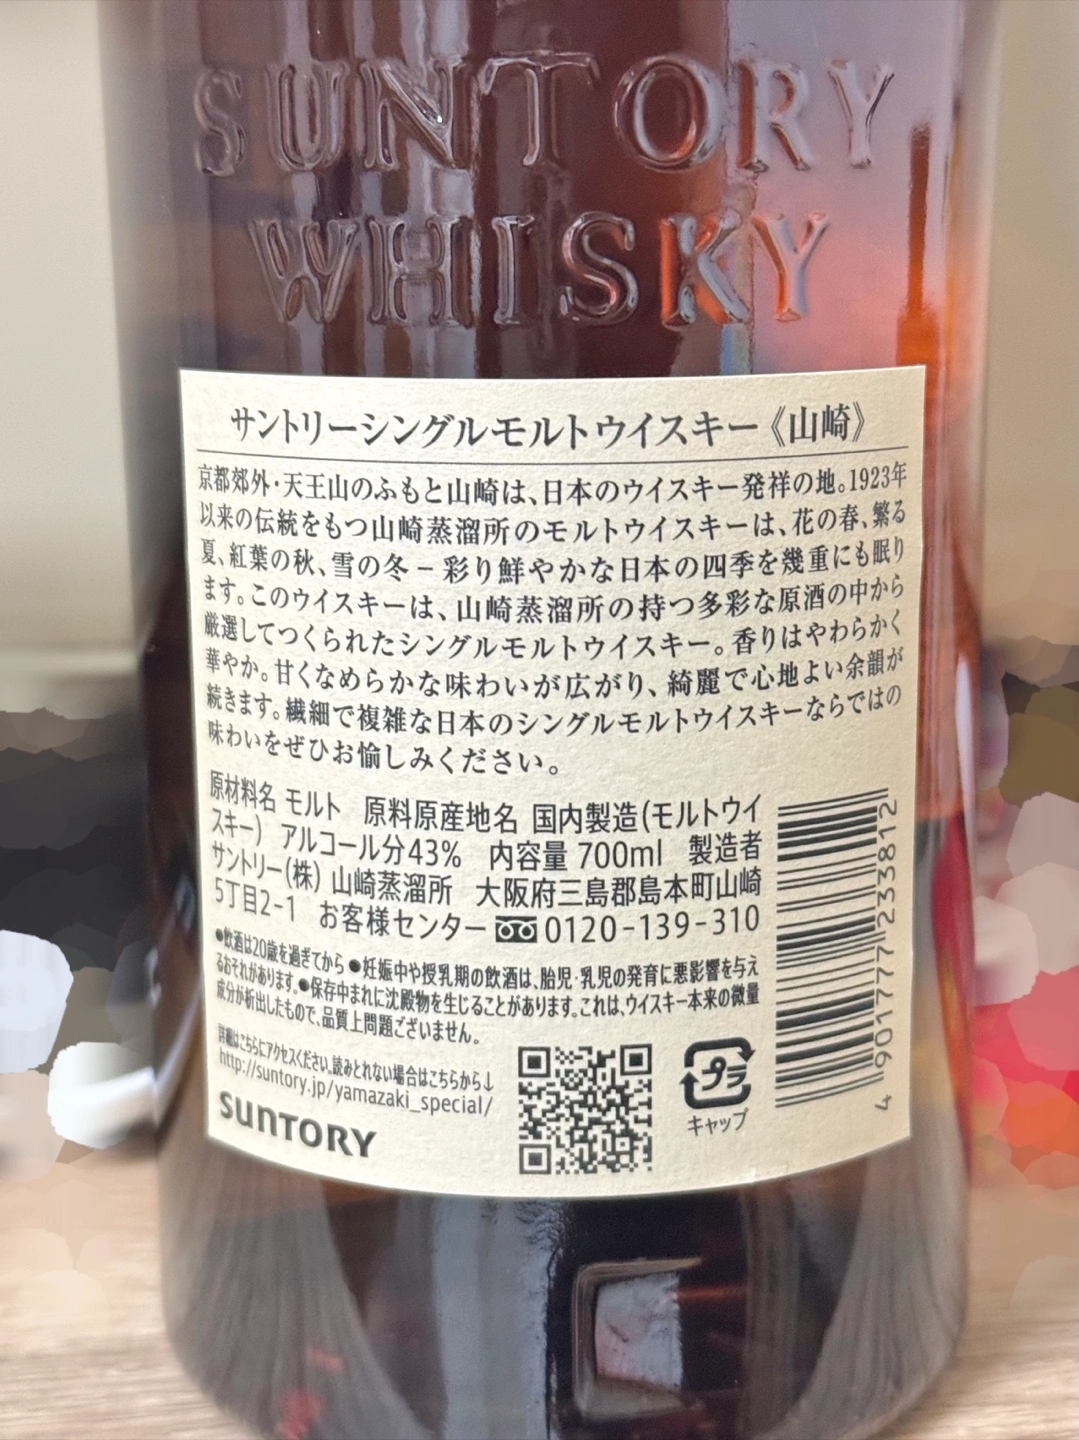 SUNTORY
WHISKY
サントリーシングルモルトウイスキー《山崎》
京都郊外・天王山のふもと山崎は、日本のウイスキー発祥の地。1923年
以来の伝統をもつ山崎蒸溜所のモルトウイスキーは、花の春、繁る
夏、紅葉の秋、雪の冬－彩り鮮やかな日本の四季を幾重にも眠り
ます。このウイスキーは、山崎蒸溜所の持つ多彩な原酒の中から
厳選してつくられたシングルモルトウイスキー。香りはやわらかく
華やか。甘くなめらかな味わいが広がり、綺麗で心地よい余韻が
続きます。繊細で複雑な日本のシングルモルトウイスキーならではの
味わいをぜひお愉しみください。
原材料名 モルト 原料原産地名 国内製造(モルトウイ
スキー) アルコール分43% 内容量 700ml 製造者
サントリー(株) 山崎蒸溜所 大阪府三島郡島本町山崎
5丁目2-1 お客様センター 0120-139-310
●飲酒は20歳を過ぎてから●妊娠中や授乳期の飲酒は、胎児・乳児の発育に悪影響を与え
るおそれがあります。●保存中まれに沈殿物を生じることがあります。これは、ウイスキー本来の微量
成分が析出したもので、品質上問題ございません。
詳細はこちらにアクセスください。読みとれない場合はこちらから↓
http://suntory.jp/yamazaki_special/
SUNTORY
プラ
キャップ
4 901777 233812